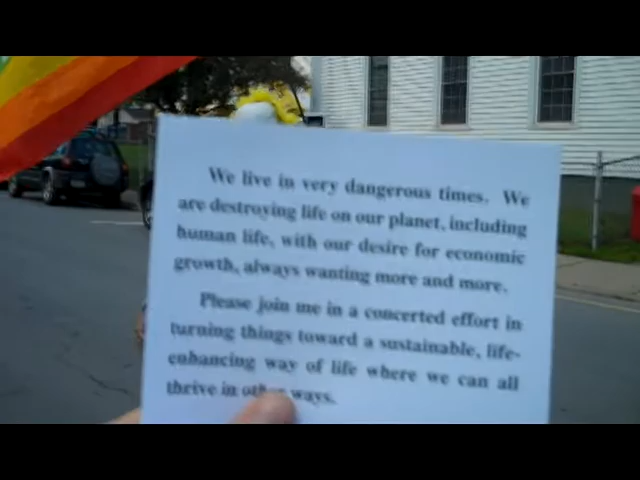 We live in very dangerous times. We
are destroying life on our planet, including
human life, with our desire for economic
growth, always wanting more and more.
Please join me in a concerted effort in
turning things toward a sustainable, life-
enhancing way of life where we can all
thrive in other ways.